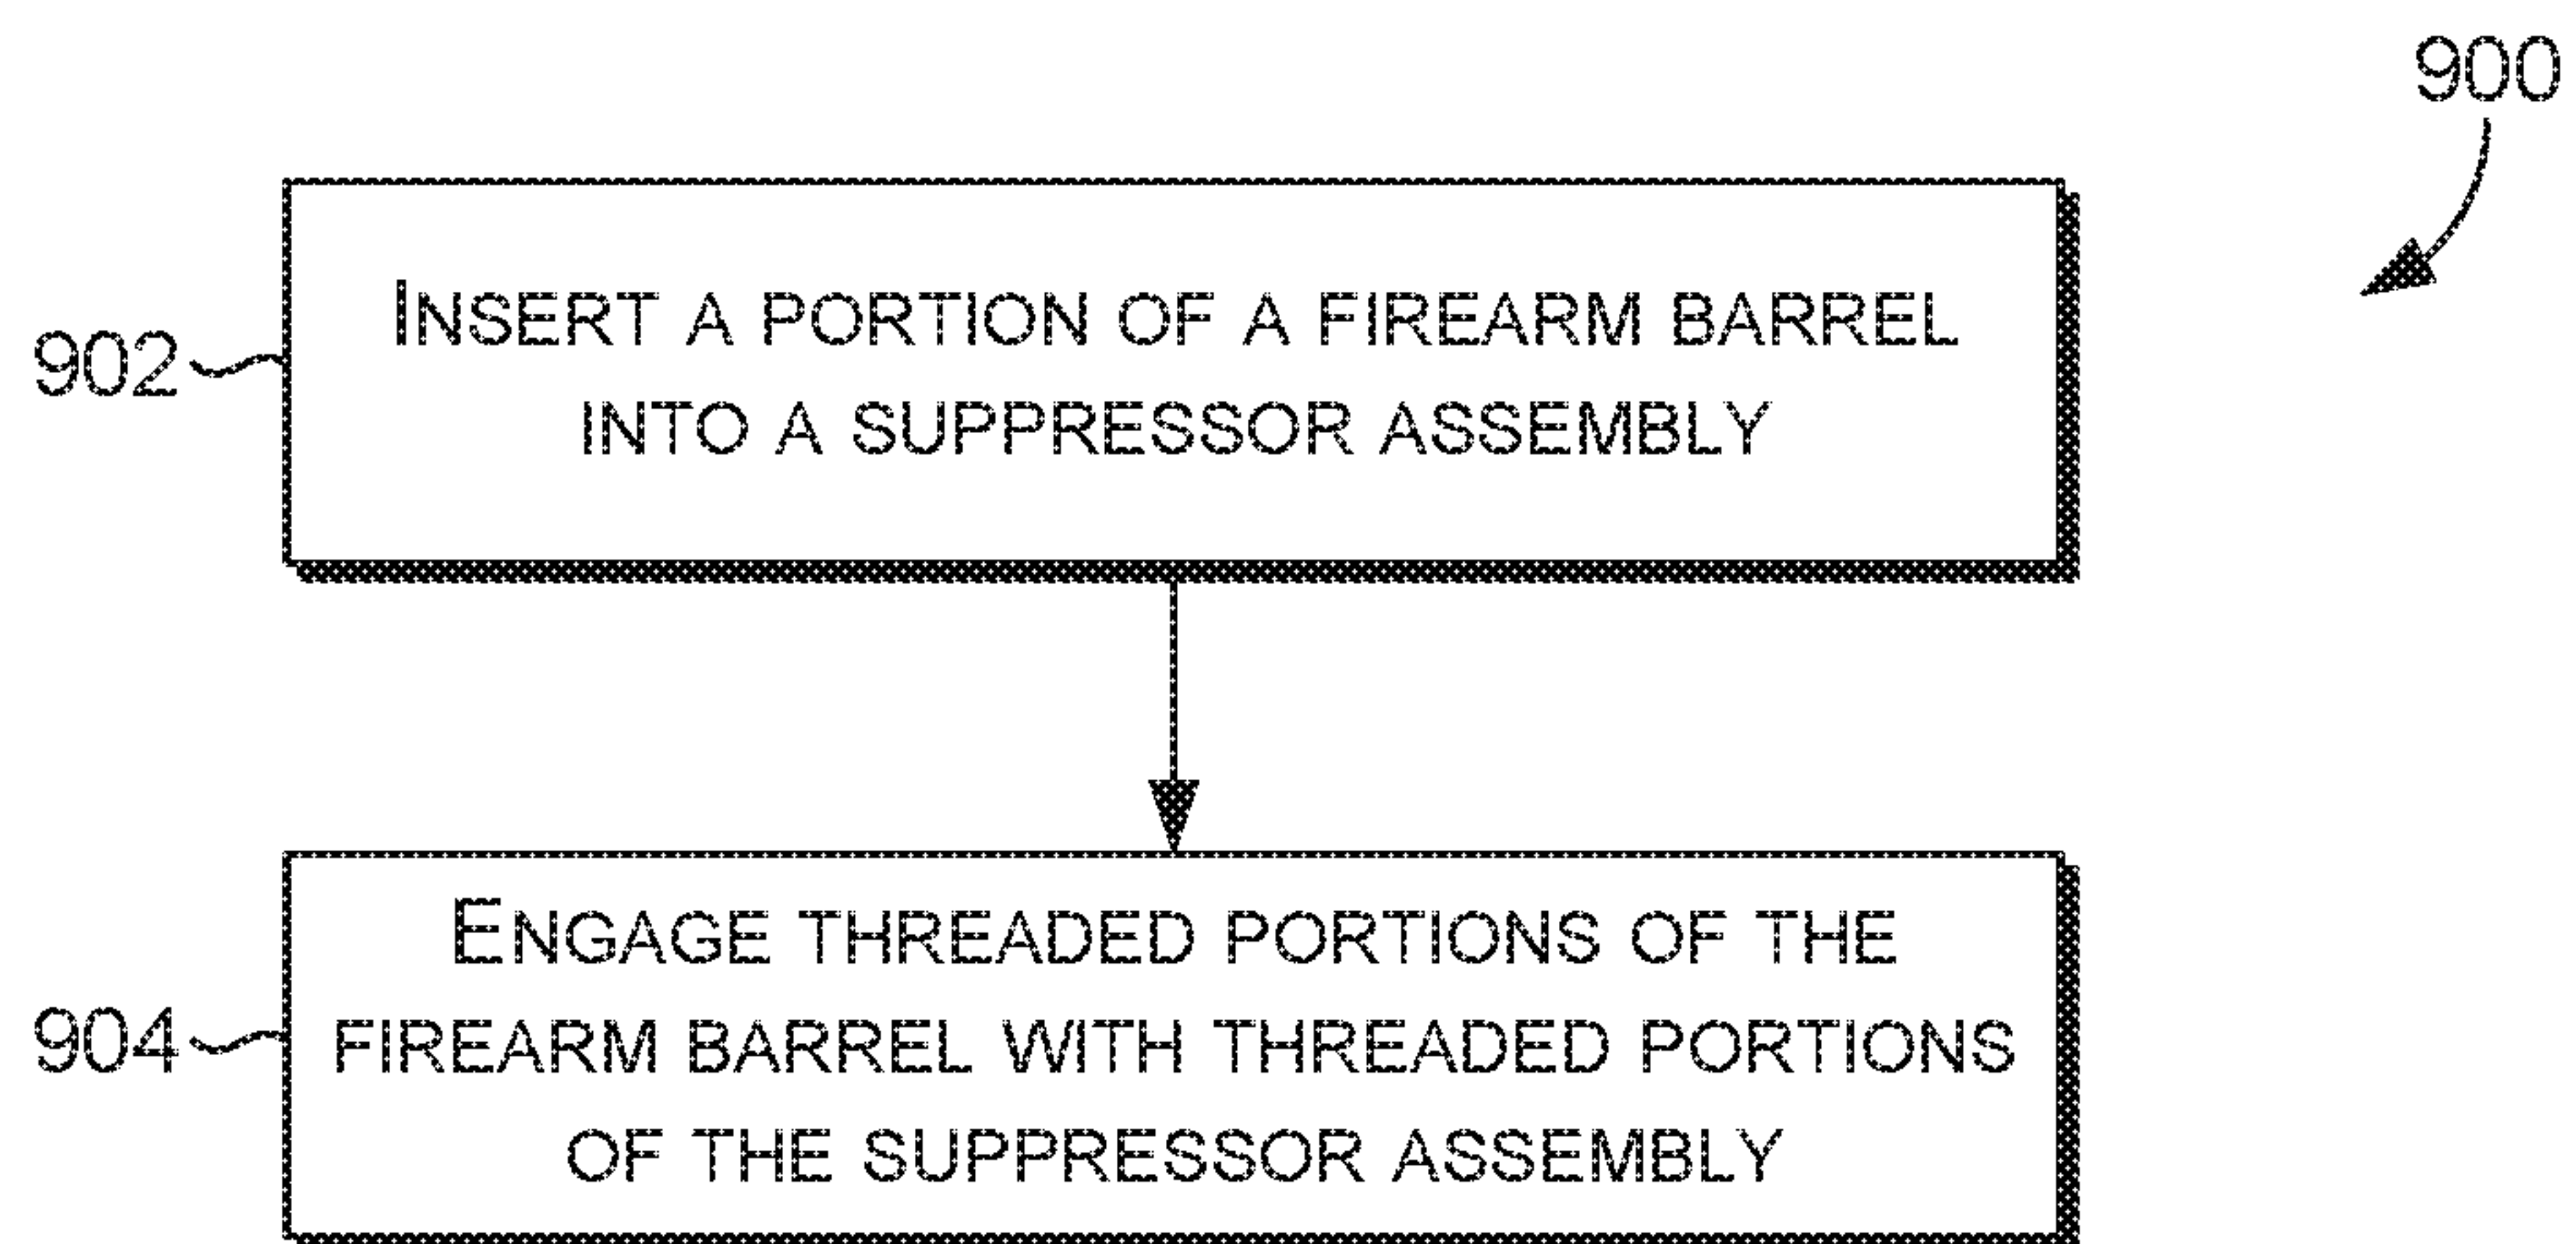 900
902
INSERT A PORTION OF A FIREARM BARREL
INTO A SUPPRESSOR ASSEMBLY
904
ENGAGE THREADED PORTIONS OF THE
FIREARM BARREL WITH THREADED PORTIONS
OF THE SUPPRESSOR ASSEMBLY